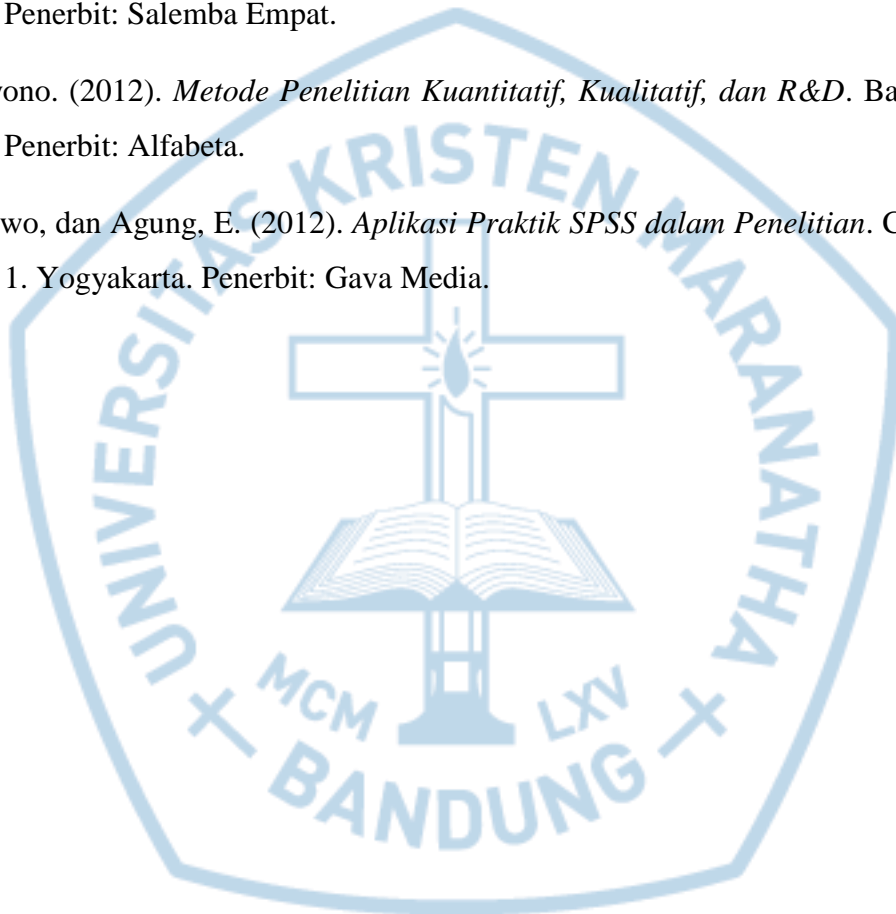 Penerbit: Salemba Empat.
yono. (2012). Metode Penelitian Kuantitatif, Kualitatif, dan R&D. Ba
Penerbit: Alfabeta.
wo, dan Agung, E. (2012). Aplikasi Praktik SPSS dalam Penelitian. C
1. Yogyakarta. Penerbit: Gava Media.
UNIVERSITAS KRISTEN MARANATHA
MCM LXV
BANDUNG